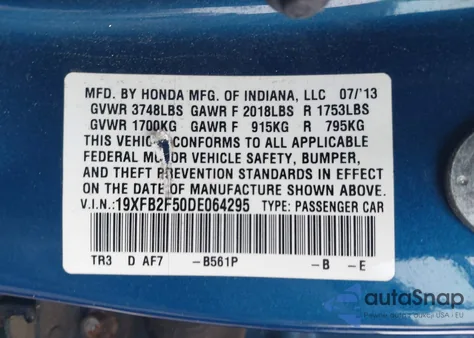 MFD. BY HONDA MFG. OF INDIANA, LLC 07/'13
GVWR 3748LBS GAWR F 2018LBS R 1753LBS
GVWR 1700KG GAWR F 915KG R 795KG
THIS VEHIC CONFORMS TO ALL APPLICABLE
FEDERAL MOTOR VEHICLE SAFETY, BUMPER,
AND THEFT PREVENTION STANDARDS IN EFFECT
ON THE DATE OF MANUFACTURE SHOWN ABOVE.
V.I.N.:19XFB2F50DE064295 TYPE: PASSENGER CAR
TR3 D AF7 -B561P -B -E
autoSnap